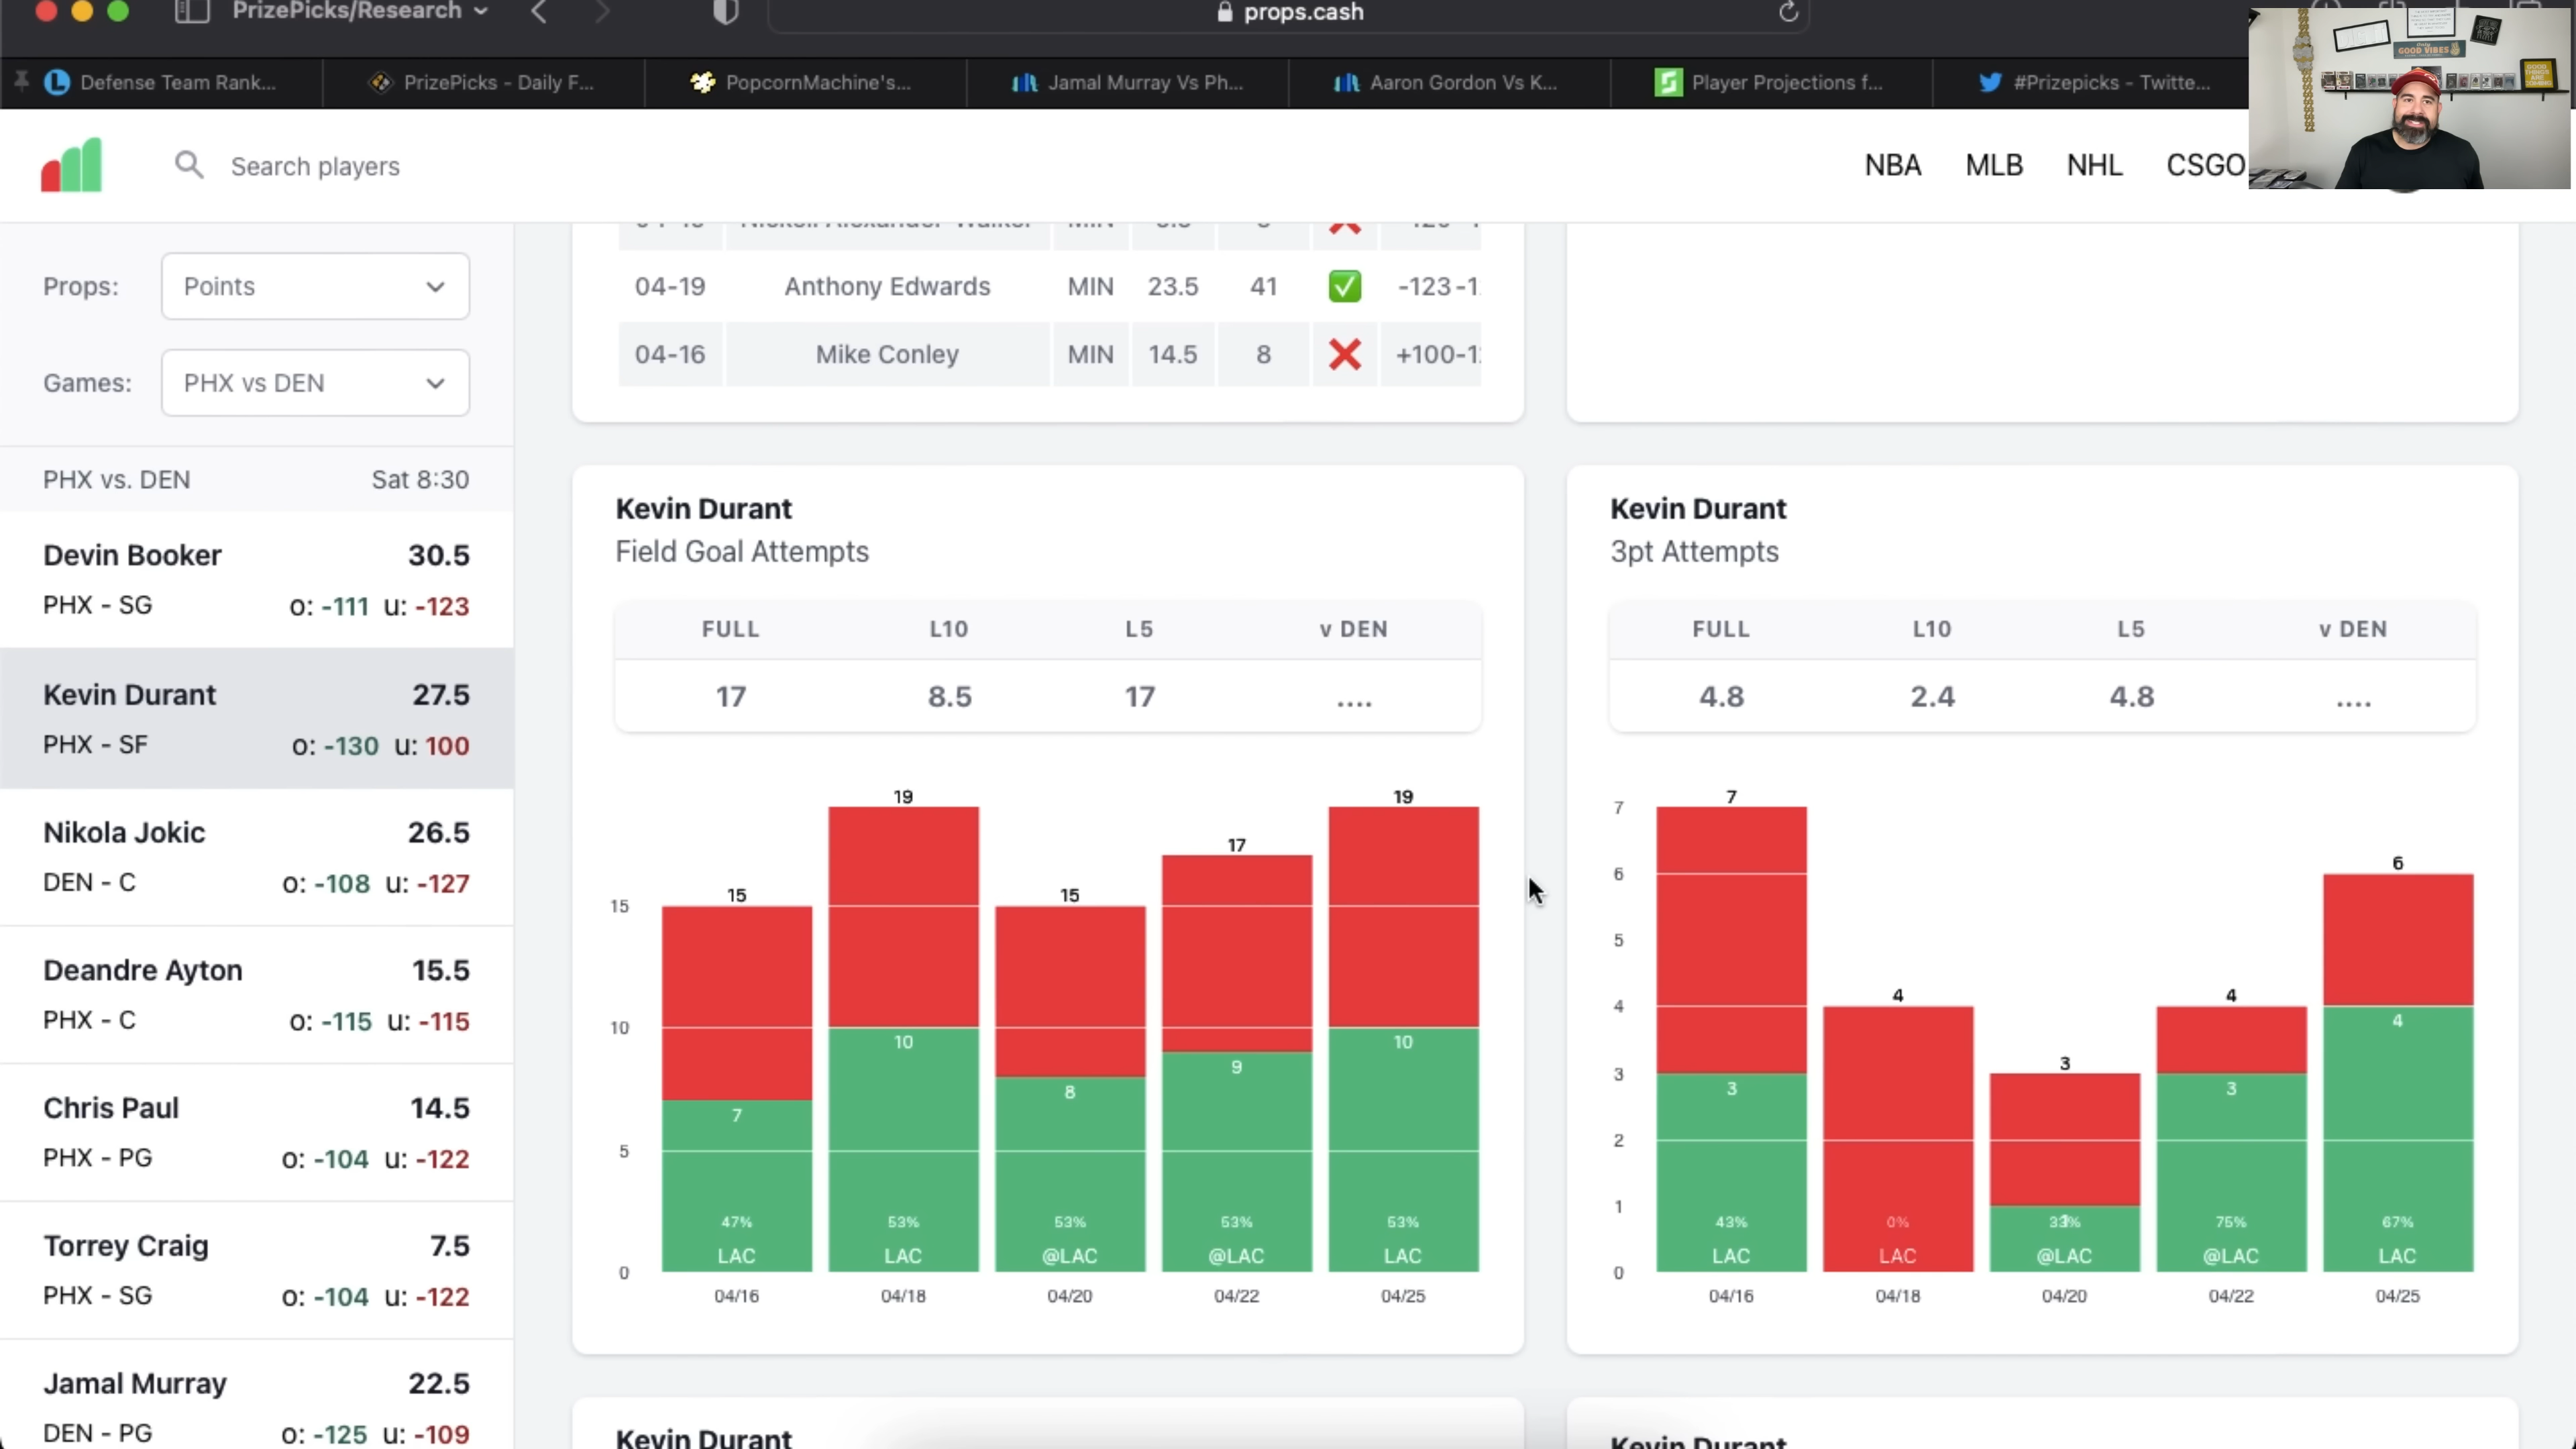 PrizePicks/Research
props.cash
Defense Team Rank...
PrizePicks - Daily F...
PopcornMachine's...
Jamal Murray Vs Ph...
Aaron Gordon Vs K...
Player Projections f...
#Prizepicks - Twitte...
GOOD VIBES
Search players
NBA MLB NHL CSGO
Props: Points
Games: PHX vs DEN
PHX vs. DEN Sat 8:30
Devin Booker 30.5
PHX - SG o: -111 u: -123
Kevin Durant 27.5
PHX - SF o: -130 u: 100
Nikola Jokic 26.5
DEN - C o: -108 u: -127
Deandre Ayton 15.5
PHX - C o: -115 u: -115
Chris Paul 14.5
PHX - PG o: -104 u: -122
Torrey Craig 7.5
PHX - SG o: -104 u: -122
Jamal Murray 22.5
DEN - PG o: -125 u: -109
04-19 Anthony Edwards MIN 23.5 41 -123 -1
04-16 Mike Conley MIN 14.5 8 +100-1
Kevin Durant
Field Goal Attempts
FULL L10 L5 v DEN
17 8.5 17 ....
19 19
17
15 15 15
10 10 10
9
8
7
5
47% 53% 53% 53% 53%
LAC LAC @LAC @LAC LAC
0
04/16 04/18 04/20 04/22 04/25
Kevin Durant
3pt Attempts
FULL L10 L5 v DEN
4.8 2.4 4.8 ....
7 7
6 6
5
4 4 4 4
3 3 3 3
2
1
43% 0% 33% 75% 67%
LAC LAC @LAC @LAC LAC
0
04/16 04/18 04/20 04/22 04/25
Kevin Durant
Kevin Durant